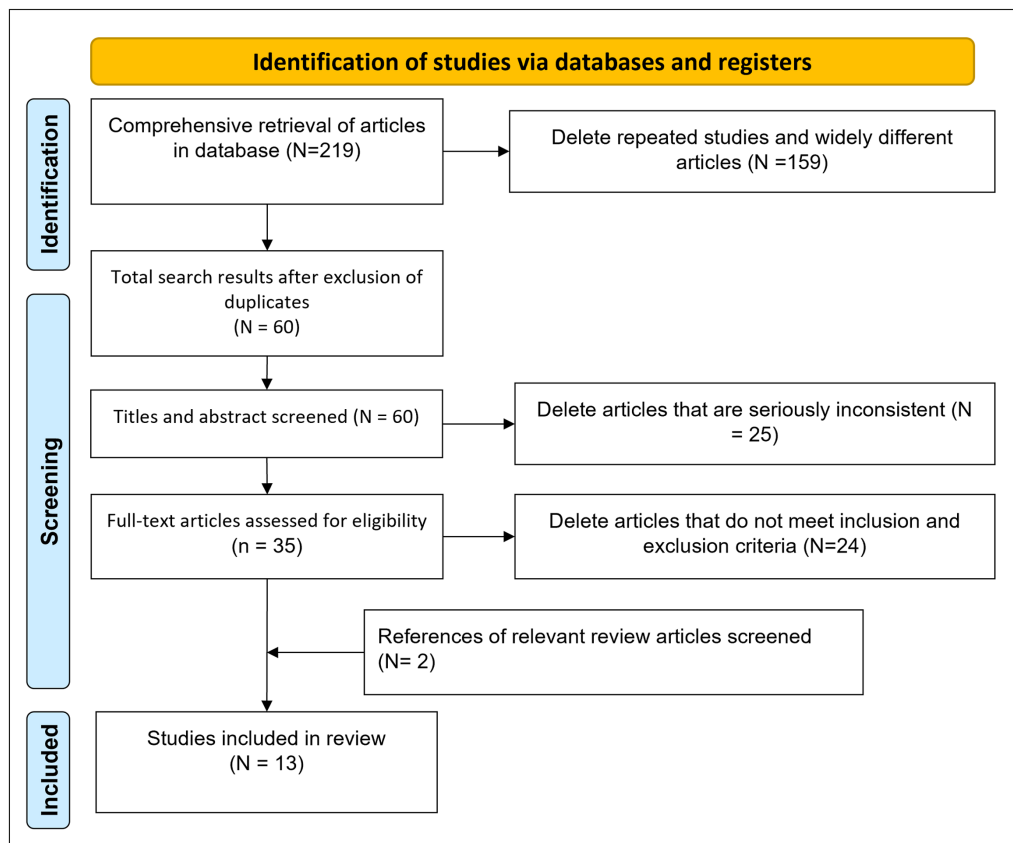 Identification of studies via databases and registers
Identification
Comprehensive retrieval of articles
in database (N=219)
Delete repeated studies and widely different
articles (N =159)
Total search results after exclusion of
duplicates
(N = 60)
Screening
Titles and abstract screened (N = 60)
Delete articles that are seriously inconsistent (N
= 25)
Full-text articles assessed for eligibility
(n = 35)
Delete articles that do not meet inclusion and
exclusion criteria (N=24)
References of relevant review articles screened
(N= 2)
Included
Studies included in review
(N = 13)